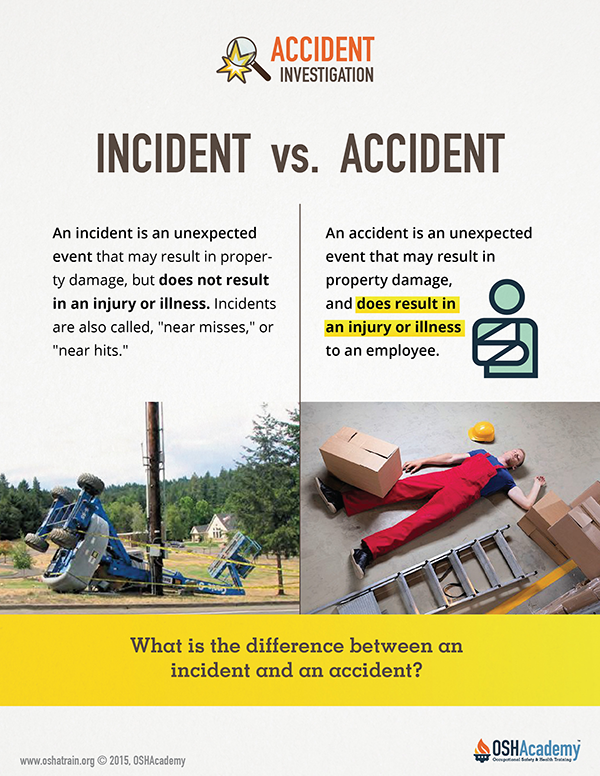 ACCIDENT
INVESTIGATION
INCIDENT vs. ACCIDENT
An incident is an unexpected
event that may result in proper-
ty damage, but does not result
in an injury or illness. Incidents
are also called, "near misses," or
"near hits."
An accident is an unexpected
event that may result in
property damage,
and does result in
an injury or illness
to an employee.
What is the difference between an
incident and an accident?
www.oshatrain.org © 2015, OSHAcademy
OSHAcademy
Occupational Safety & Health Training